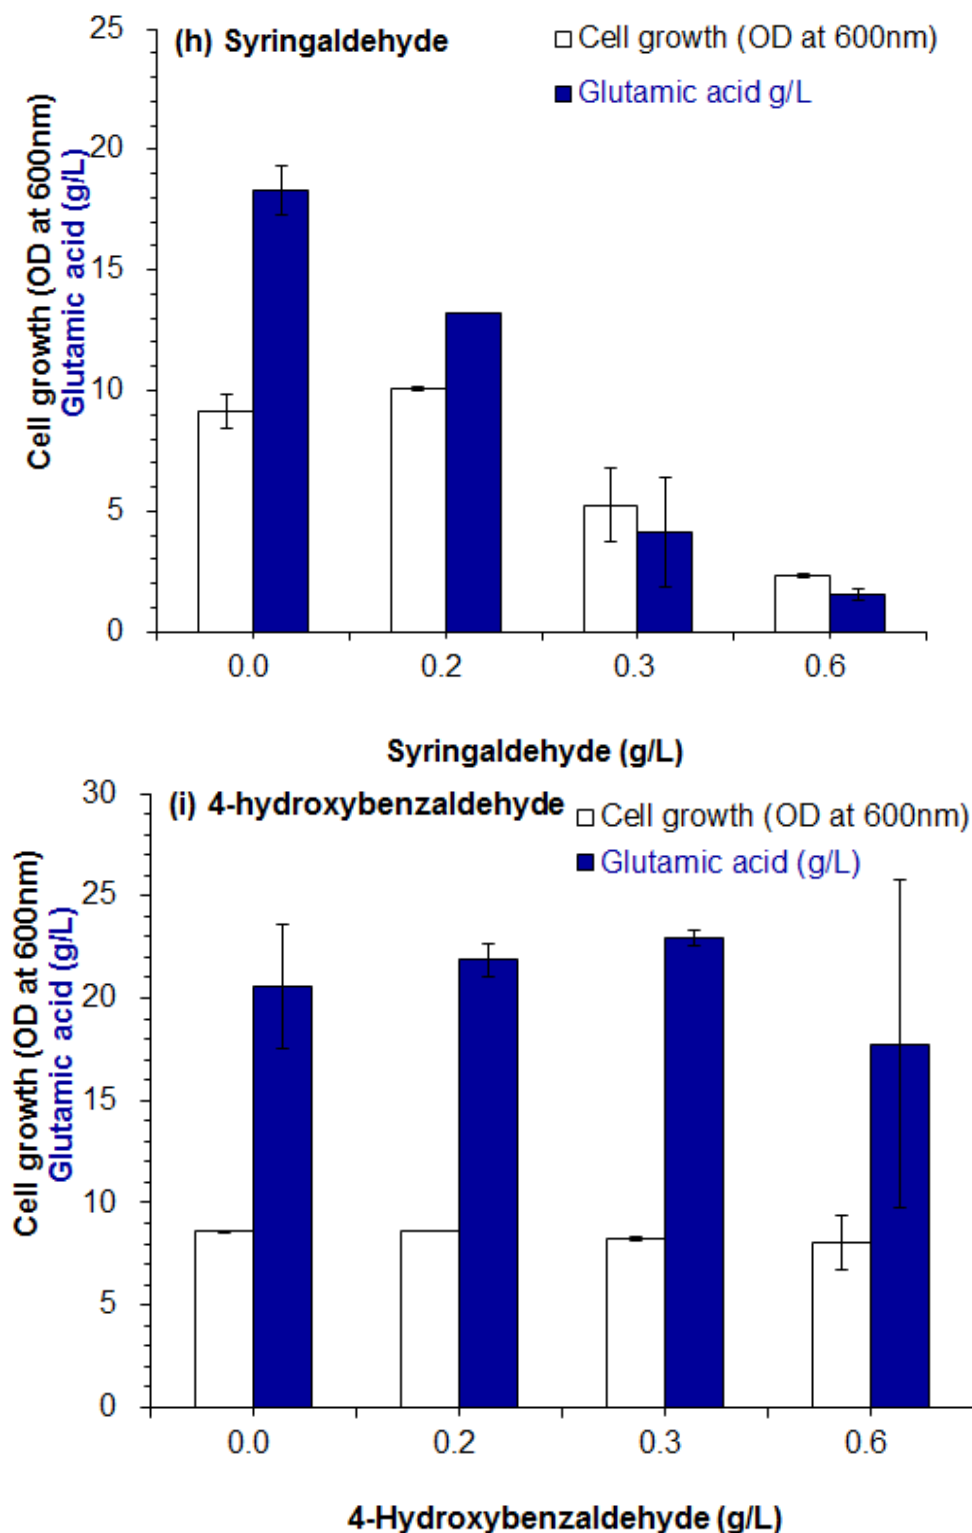 (h) Syringaldehyde
Cell growth (OD at 600nm)
Glutamic acid g/L
Cell growth (OD at 600nm)
Glutamic acid (g/L)
25
20
15
10
5
0
0.0 0.2 0.3 0.6
Syringaldehyde (g/L)
(i) 4-hydroxybenzaldehyde
Cell growth (OD at 600nm)
Glutamic acid (g/L)
Cell growth (OD at 600nm)
Glutamic acid (g/L)
30
25
20
15
10
5
0
0.0 0.2 0.3 0.6
4-Hydroxybenzaldehyde (g/L)